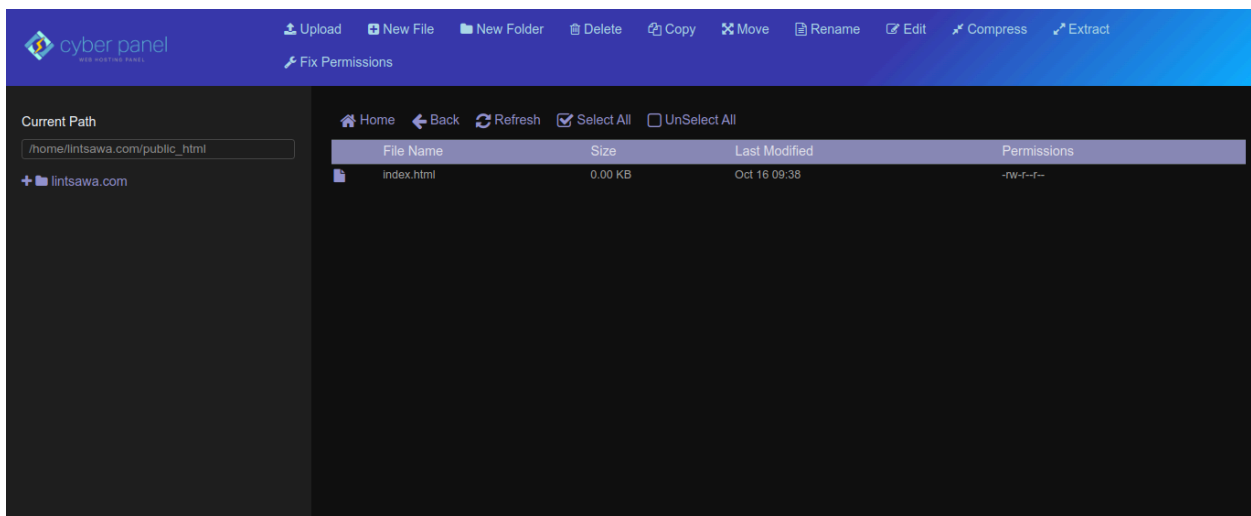 cyber panel
WEB HOSTING PANEL
Upload New File New Folder Delete Copy Move Rename Edit Compress Extract
Fix Permissions
Current Path
/home/lintsawa.com/public_html
lintsawa.com
Home Back Refresh Select All UnSelect All
File Name Size Last Modified Permissions
index.html 0.00 KB Oct 16 09:38 -rw-r--r--